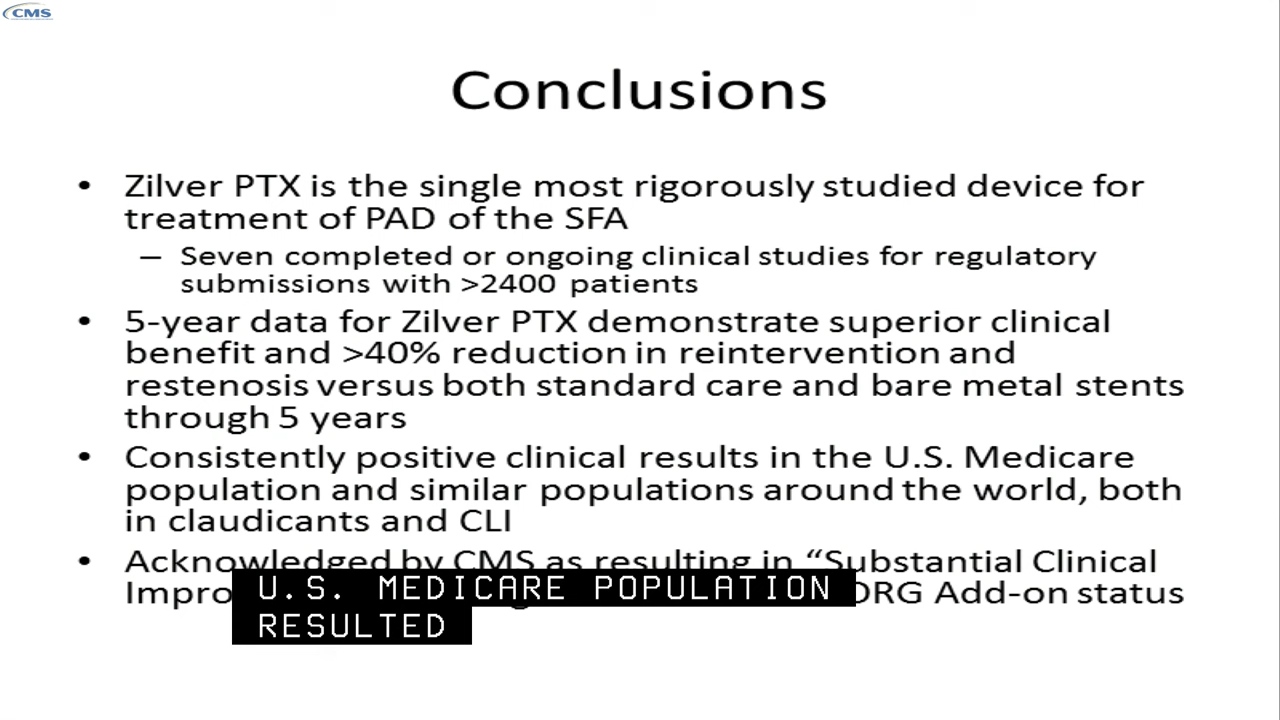 CMS
Conclusions
• Zilver PTX is the single most rigorously studied device for
treatment of PAD of the SFA
– Seven completed or ongoing clinical studies for regulatory
submissions with >2400 patients
• 5-year data for Zilver PTX demonstrate superior clinical
benefit and >40% reduction in reintervention and
restenosis versus both standard care and bare metal stents
through 5 years
• Consistently positive clinical results in the U.S. Medicare
population and similar populations around the world, both
in claudicants and CLI
• Acknowledged by CMS as resulting in “Substantial Clinical
DRG Add-on status
U.S. MEDICARE POPULATION
RESULTED